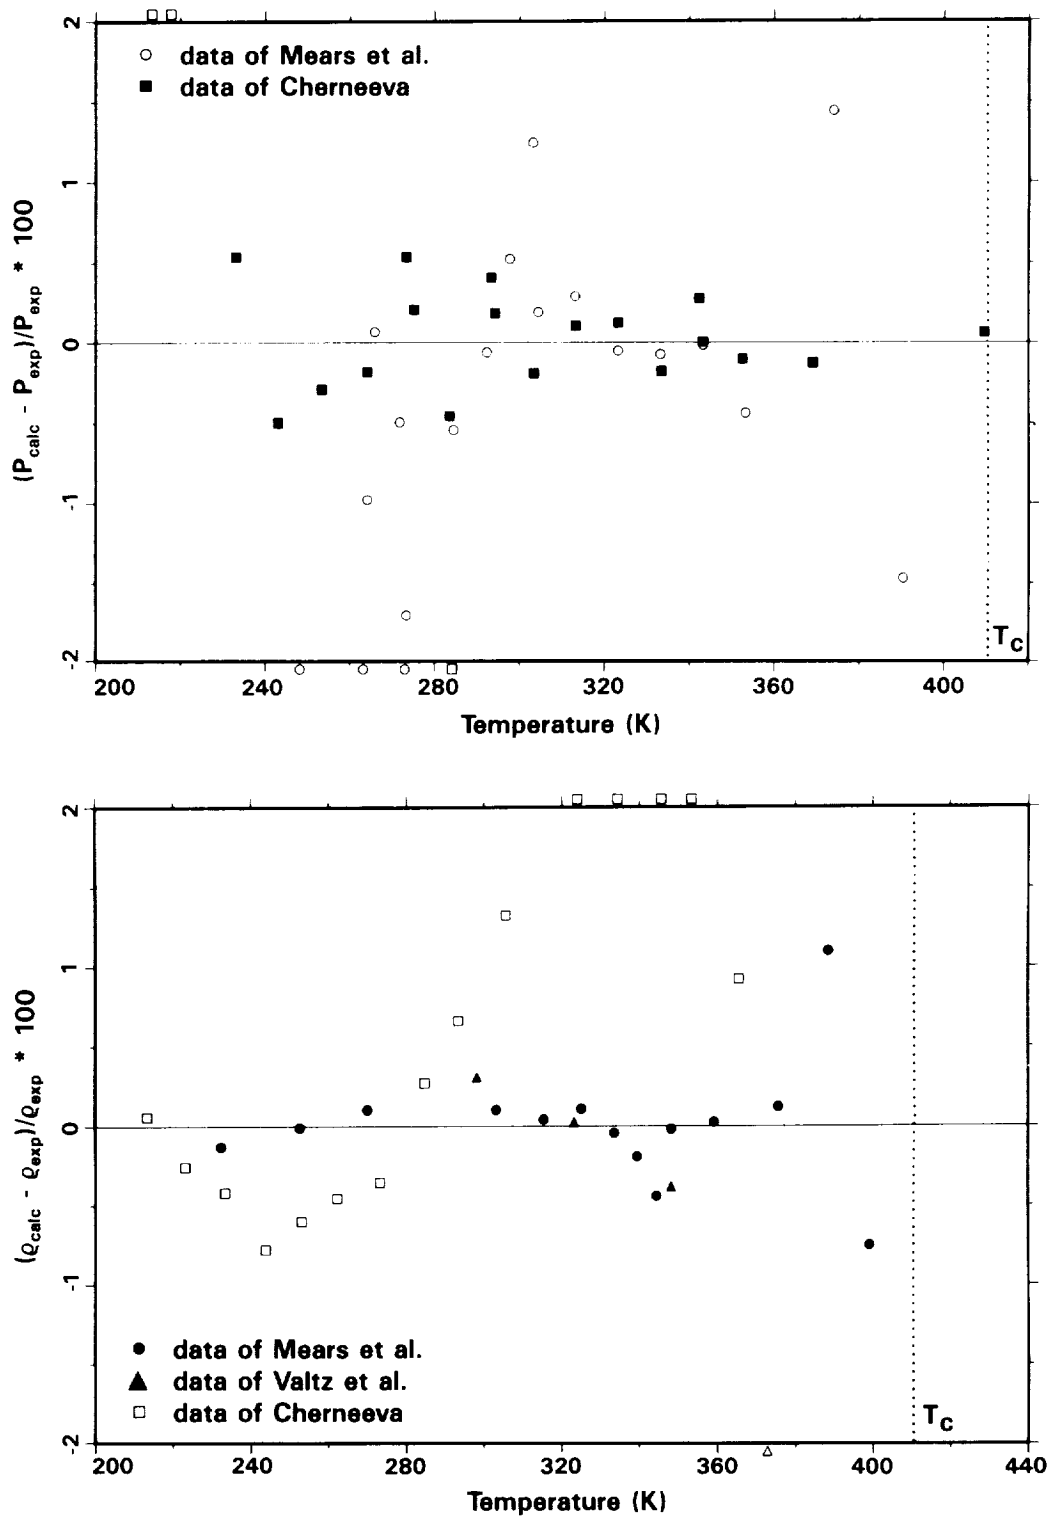 2
1
0
-1
-2
(Pcalc - Pexp)/Pexp * 100
data of Mears et al.
data of Cherneeva
TC
200 240 280 320 360 400
Temperature (K)
2
1
0
-1
-2
(ϱcalc - ϱexp)/ϱexp * 100
data of Mears et al.
data of Valtz et al.
data of Cherneeva
TC
200 240 280 320 360 400 440
Temperature (K)